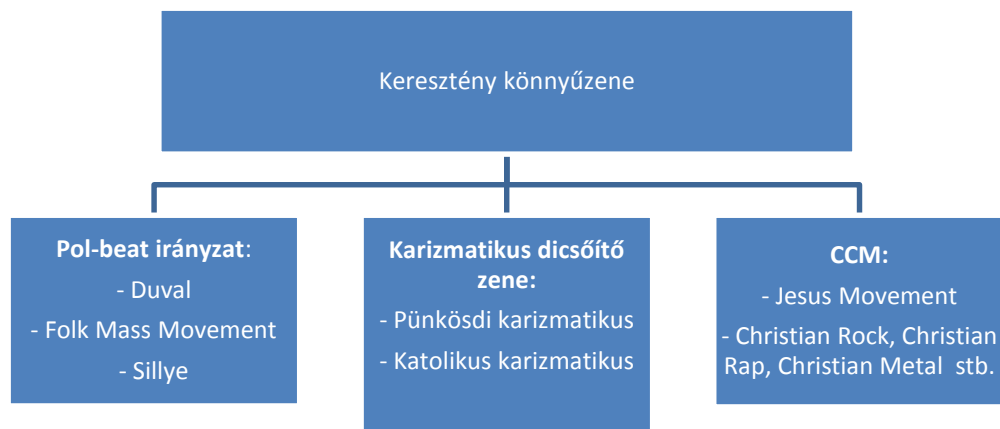 Keresztény könnyűzene
Pol-beat irányzat:
- Duval
- Folk Mass Movement
- Sillye
Karizmatikus dicsőítő
zene:
- Pünkösdi karizmatikus
- Katolikus karizmatikus
CCM:
- Jesus Movement
- Christian Rock, Christian
Rap, Christian Metal stb.